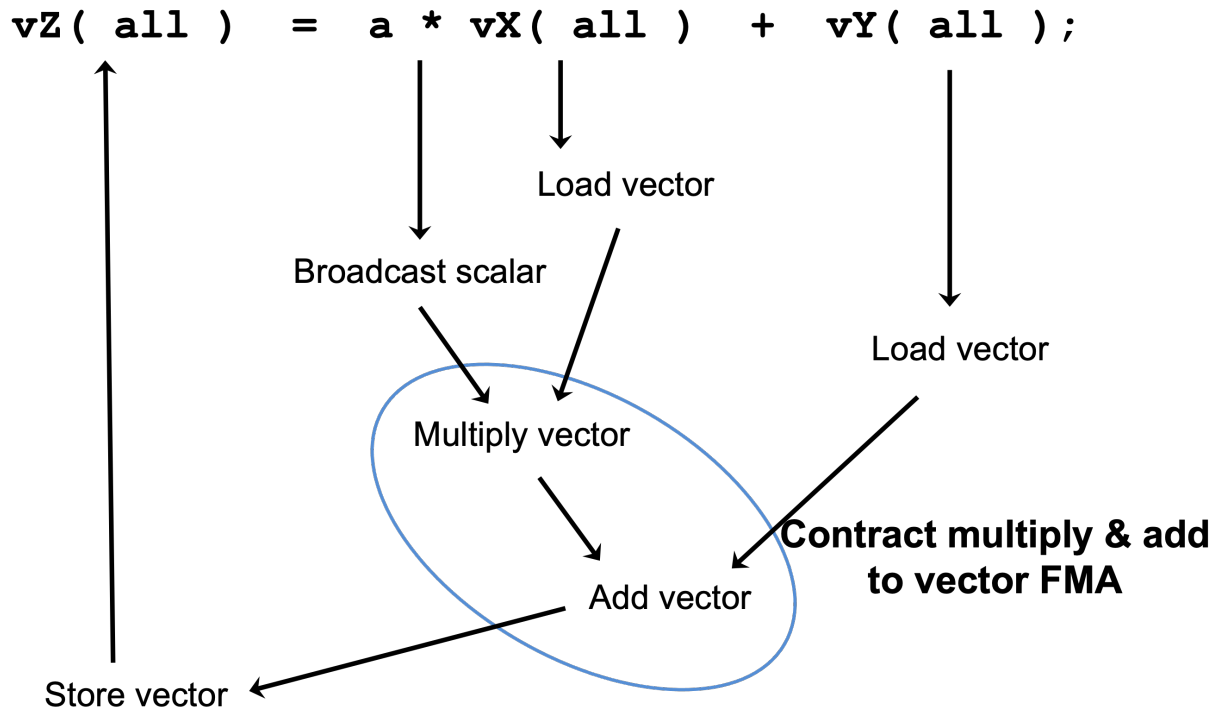 vZ( all ) = a * vX( all ) + vY( all );
Load vector
Broadcast scalar
Load vector
Multiply vector
Contract multiply & add
to vector FMA
Add vector
Store vector